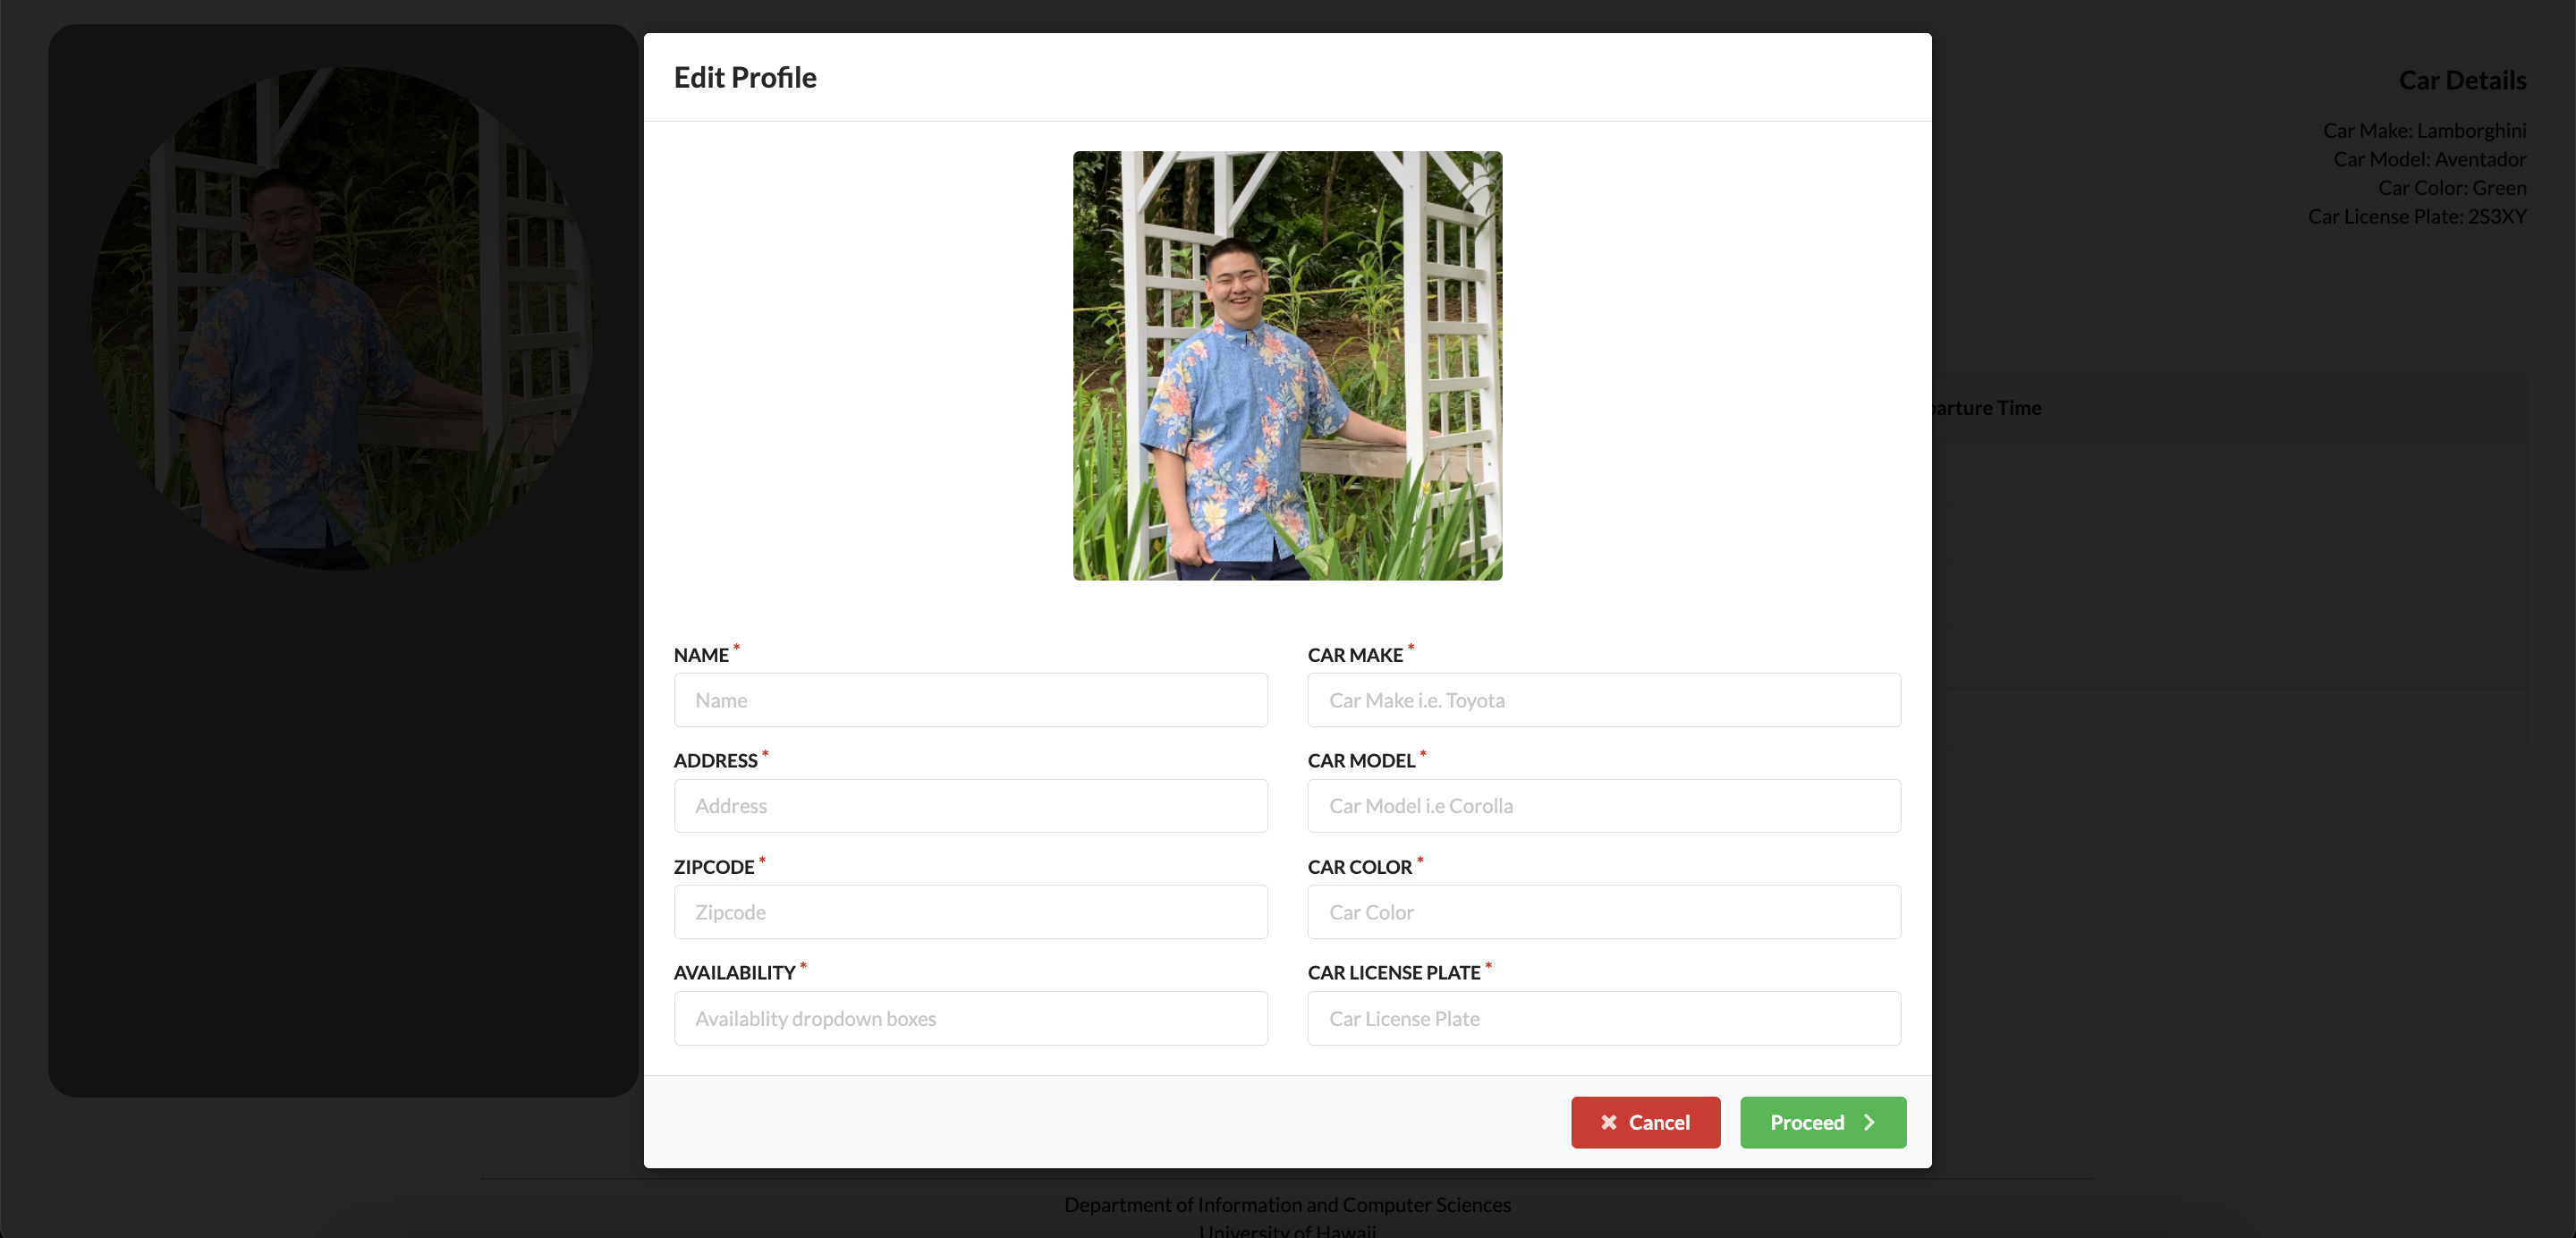 Edit Profile
NAME *
Name
CAR MAKE *
Car Make i.e. Toyota
ADDRESS *
Address
CAR MODEL *
Car Model i.e Corolla
ZIPCODE *
Zipcode
CAR COLOR *
Car Color
AVAILABILITY *
Availablity dropdown boxes
CAR LICENSE PLATE *
Car License Plate
Cancel
Proceed
Car Details
Car Make: Lamborghini
Car Model: Aventador
Car Color: Green
Car License Plate: 2S3XY
parture Time
Department of Information and Computer Sciences
University of Hawaii